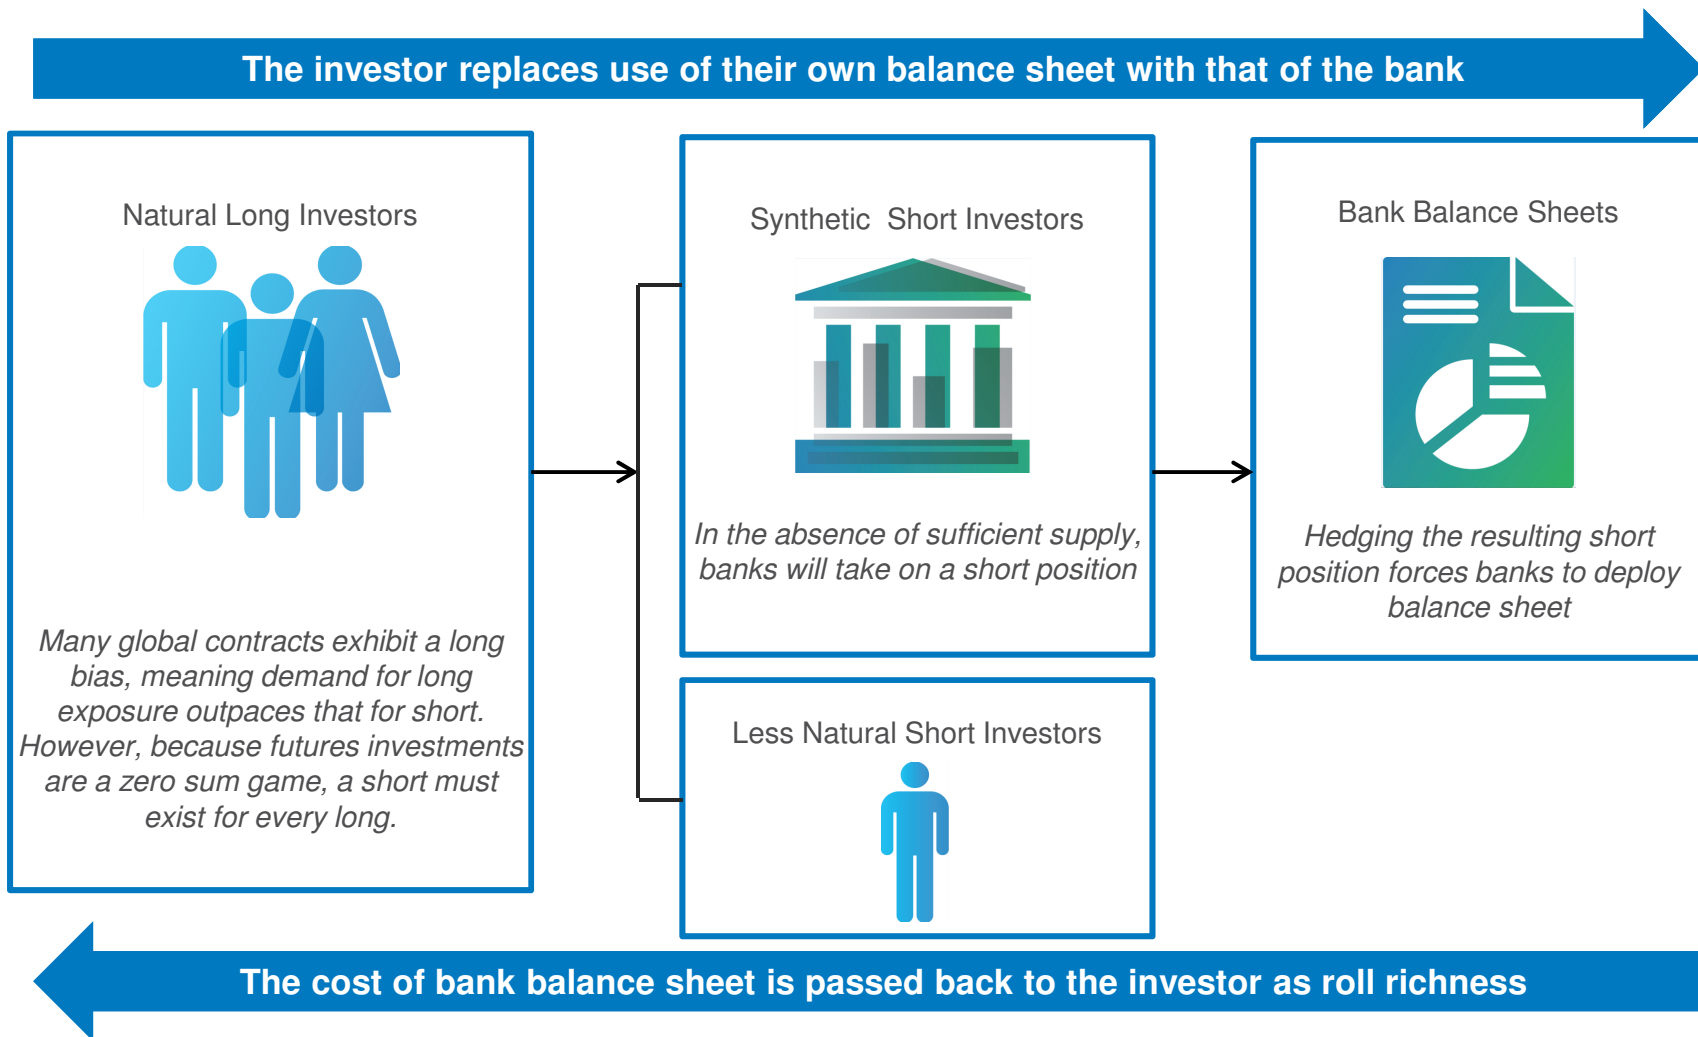 The investor replaces use of their own balance sheet with that of the bank
Natural Long Investors
Many global contracts exhibit a long
bias, meaning demand for long
exposure outpaces that for short.
However, because futures investments
are a zero sum game, a short must
exist for every long.
Synthetic  Short Investors
In the absence of sufficient supply,
banks will take on a short position
Less Natural Short Investors
Bank Balance Sheets
Hedging the resulting short
position forces banks to deploy
balance sheet
The cost of bank balance sheet is passed back to the investor as roll richness